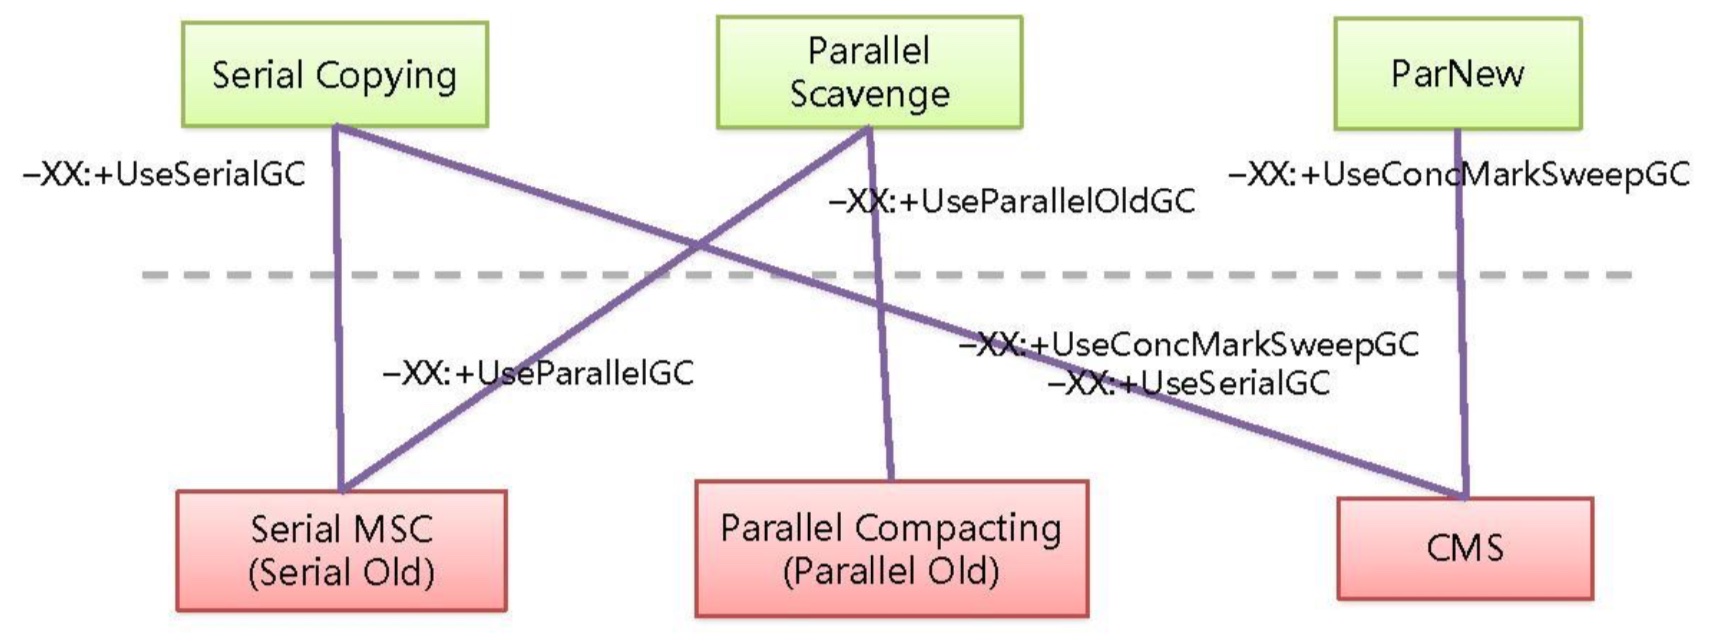 Serial Copying
Parallel
Scavenge
ParNew
–XX:+UseSerialGC
–XX:+UseParallelOldGC
–XX:+UseConcMarkSweepGC
–XX:+UseParallelGC
–XX:+UseConcMarkSweepGC
–XX:+UseSerialGC
Serial MSC
(Serial Old)
Parallel Compacting
(Parallel Old)
CMS